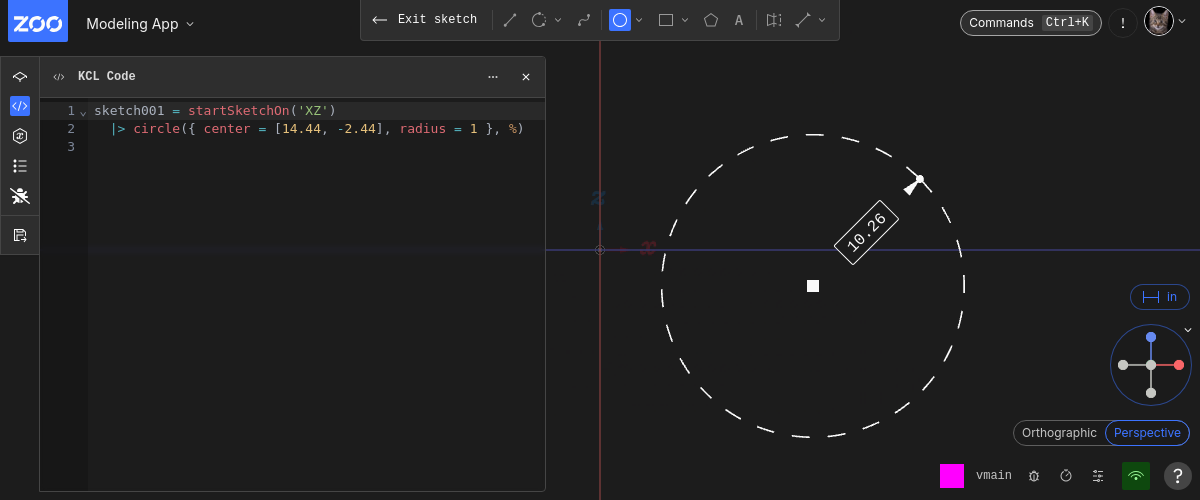 ZOO
Modeling App
Exit sketch
A
Commands Ctrl+K
!
KCL Code
1 sketch001 = startSketchOn('XZ')
2 |> circle({ center = [14.44, -2.44], radius = 1 }, %)
3
z
x
10.26
in
Orthographic Perspective
vmain
?